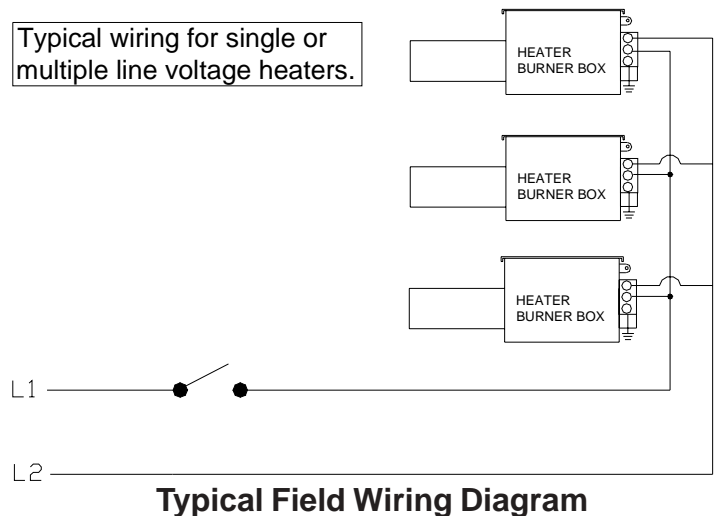 Typical wiring for single or
multiple line voltage heaters.
HEATER
BURNER BOX
HEATER
BURNER BOX
HEATER
BURNER BOX
L1
L2
Typical Field Wiring Diagram